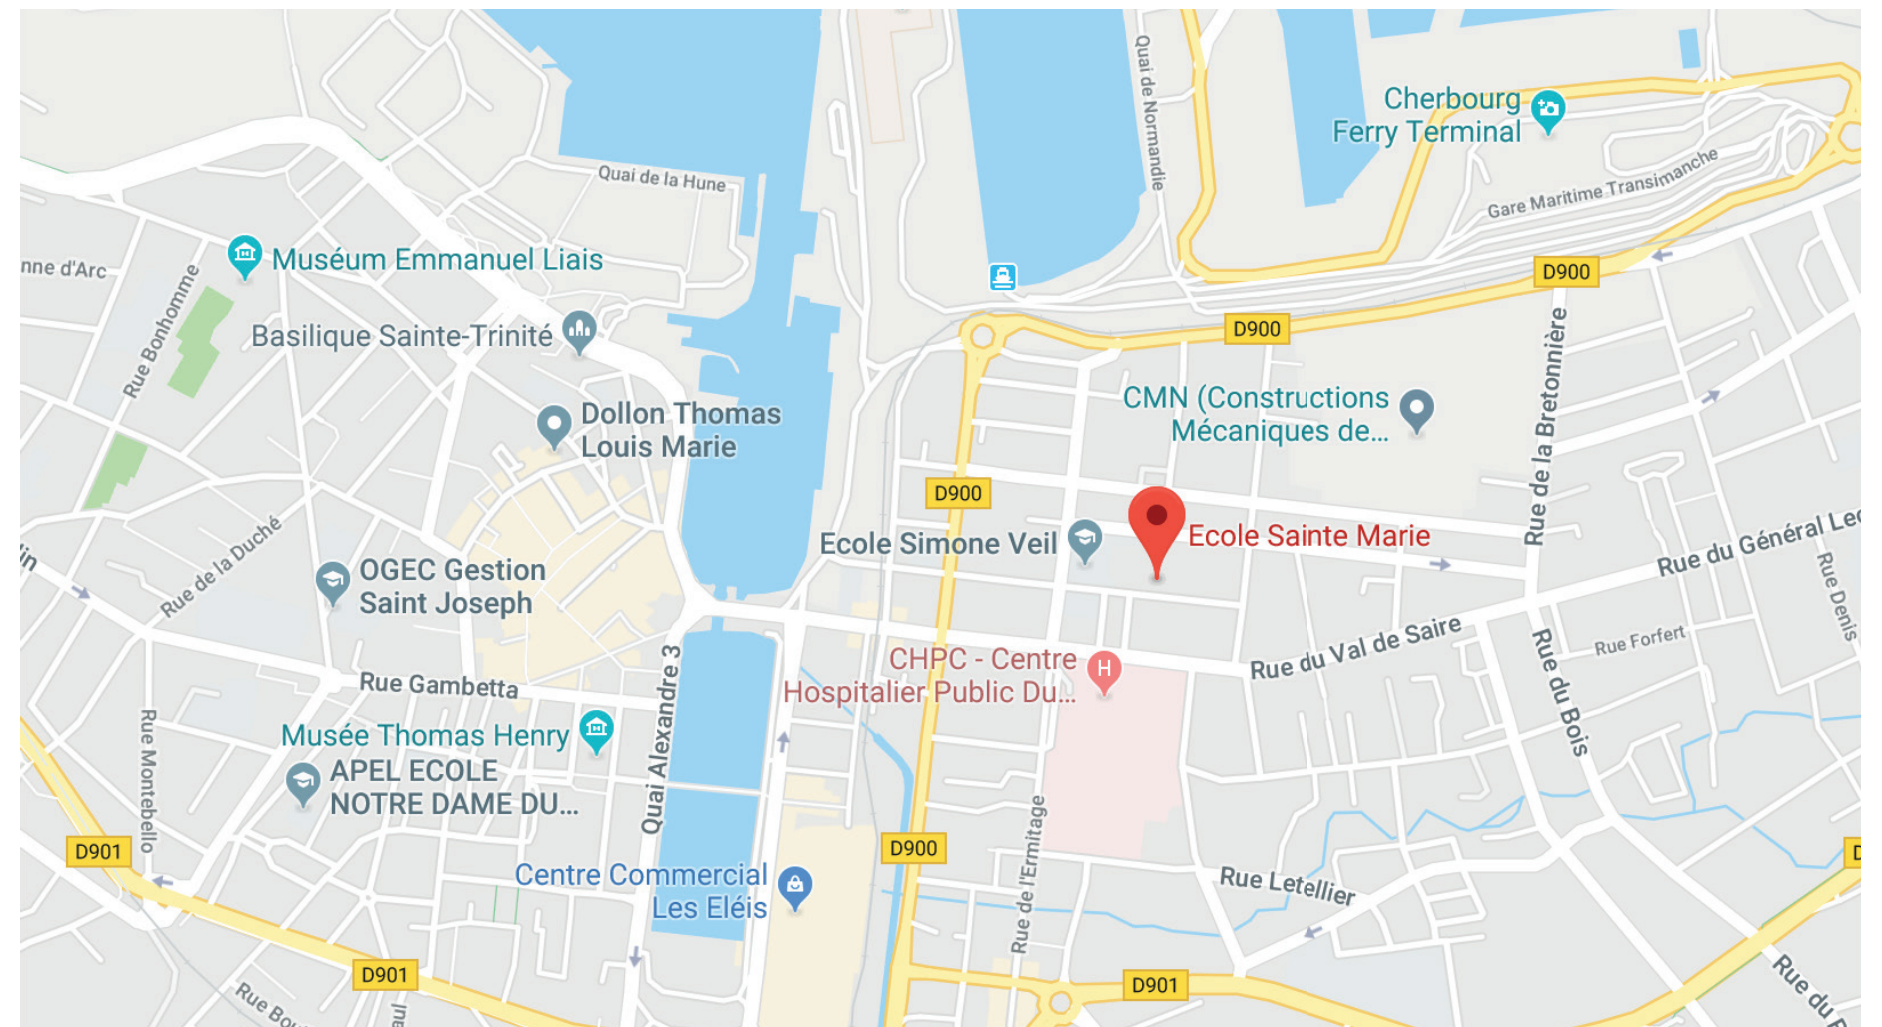 Quai de Normandie
Cherbourg
Ferry Terminal
Quai de la Hune
Gare Maritime Transimanche
nne d'Arc
Muséum Emmanuel Liais
D900
Rue Bonhomme
Basilique Sainte-Trinité
D900
Rue de la Bretonnière
CMN (Constructions
Mécaniques de...
Dollon Thomas
Louis Marie
D900
Rue de la Duché
Ecole Simone Veil
Ecole Sainte Marie
Rue du Général Lec
OGEC Gestion
Saint Joseph
Rue Denis
Rue du Val de Saire
Rue Forfert
CHPC - Centre
Hospitalier Public Du...
Rue Gambetta
Quai Alexandre 3
Rue du Bois
Rue Montebello
Musée Thomas Henry
APEL ECOLE
NOTRE DAME DU...
D901
D900
Rue de l'Ermitage
Centre Commercial
Les Eléis
Rue Letellier
D901
D901
Rue du